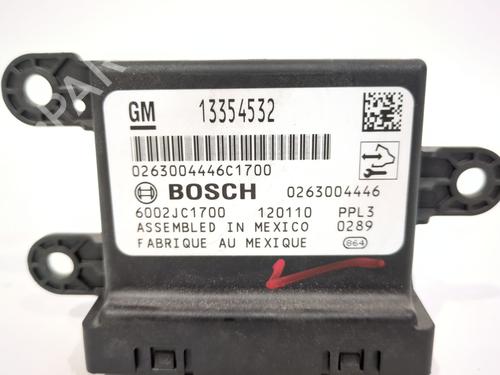 GM 13354532
0263004446C1700
BOSCH 0263004446
6002JC1700 120110 PPL3
ASSEMBLED IN MEXICO 0289
FABRIQUE AU MEXIQUE 864